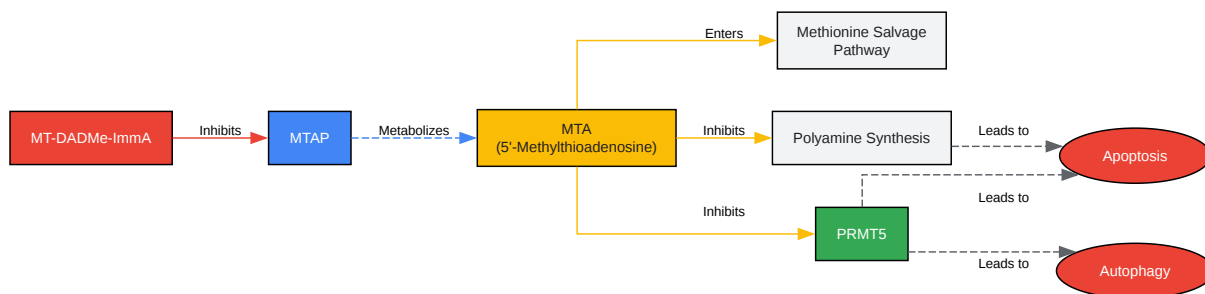 Enters
Methionine Salvage
Pathway
MT-DADMe-ImmA
Inhibits
MTAP
Metabolizes
MTA
(5'-Methylthioadenosine)
Inhibits
Polyamine Synthesis
Leads to
Apoptosis
Leads to
Inhibits
PRMT5
Leads to
Autophagy